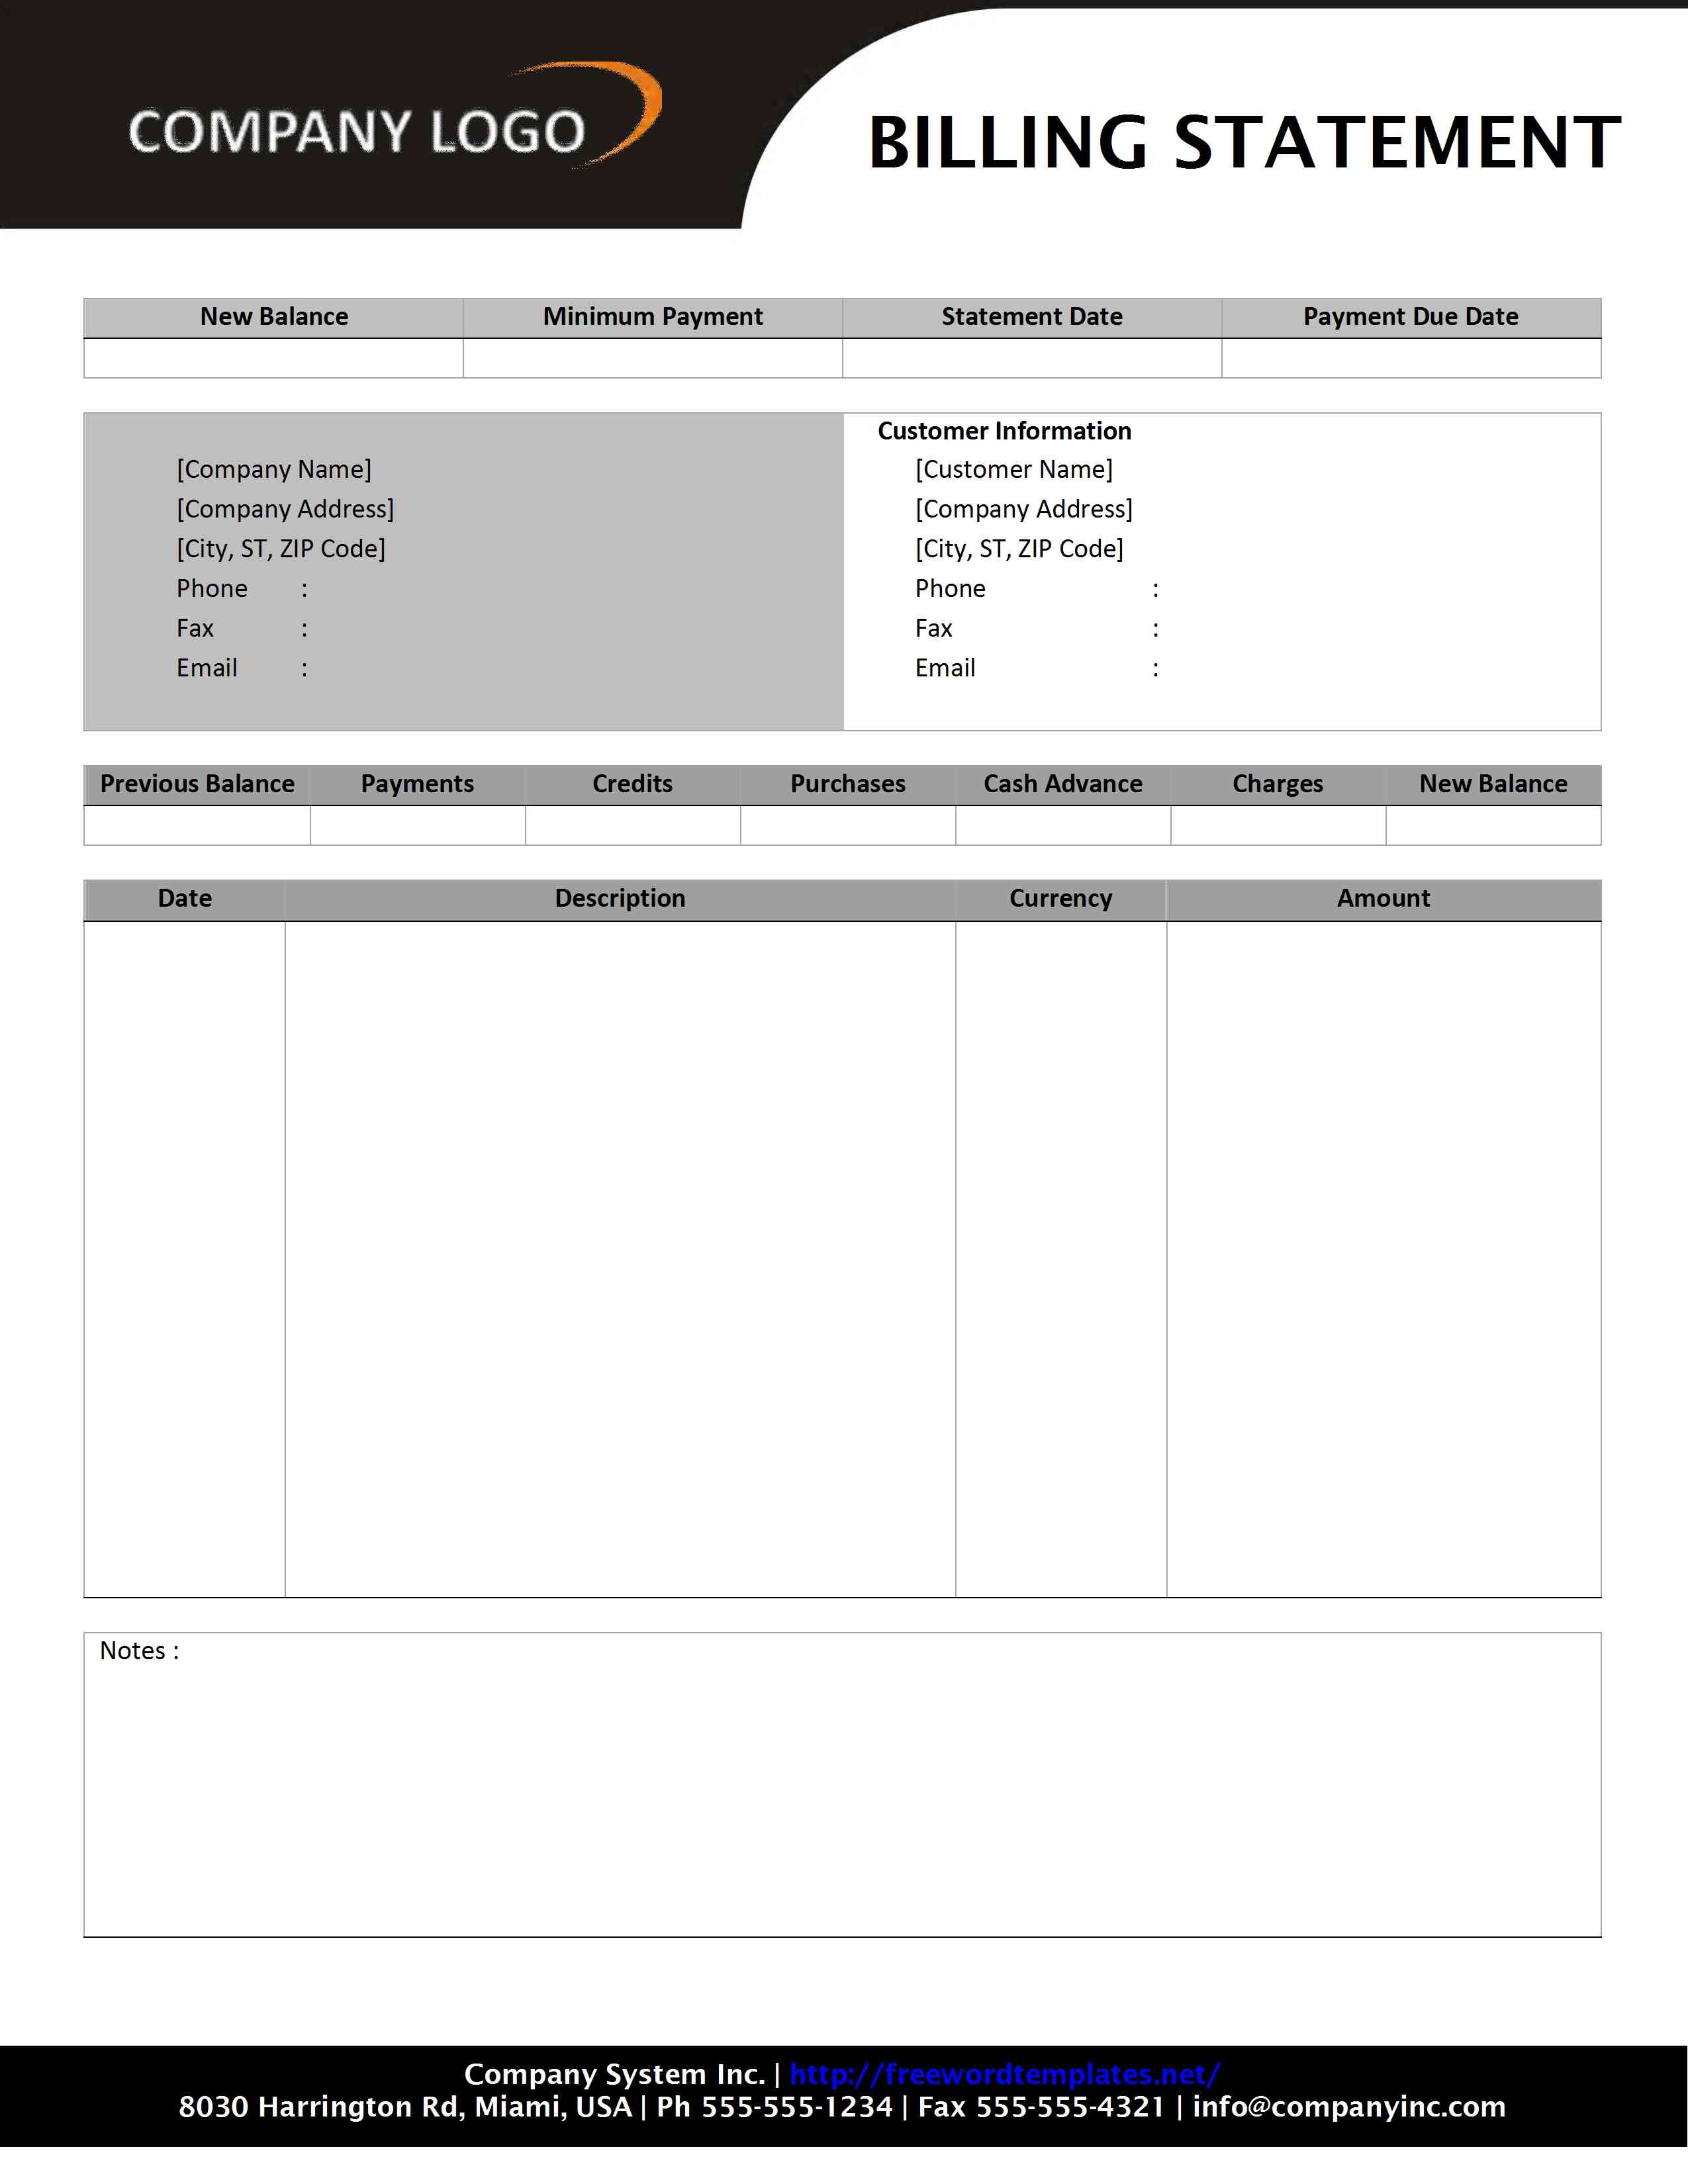 COMPANY LOGO
BILLING STATEMENT
New Balance Minimum Payment Statement Date Payment Due Date
[Company Name]
[Company Address]
[City, ST, ZIP Code]
Phone :
Fax :
Email :
Customer Information
[Customer Name]
[Company Address]
[City, ST, ZIP Code]
Phone :
Fax :
Email :
Previous Balance Payments Credits Purchases Cash Advance Charges New Balance
Date Description Currency Amount
Notes :
Company System Inc. | http://freewordtemplates.net/
8030 Harrington Rd, Miami, USA | Ph 555-555-1234 | Fax 555-555-4321 | info@companyinc.com